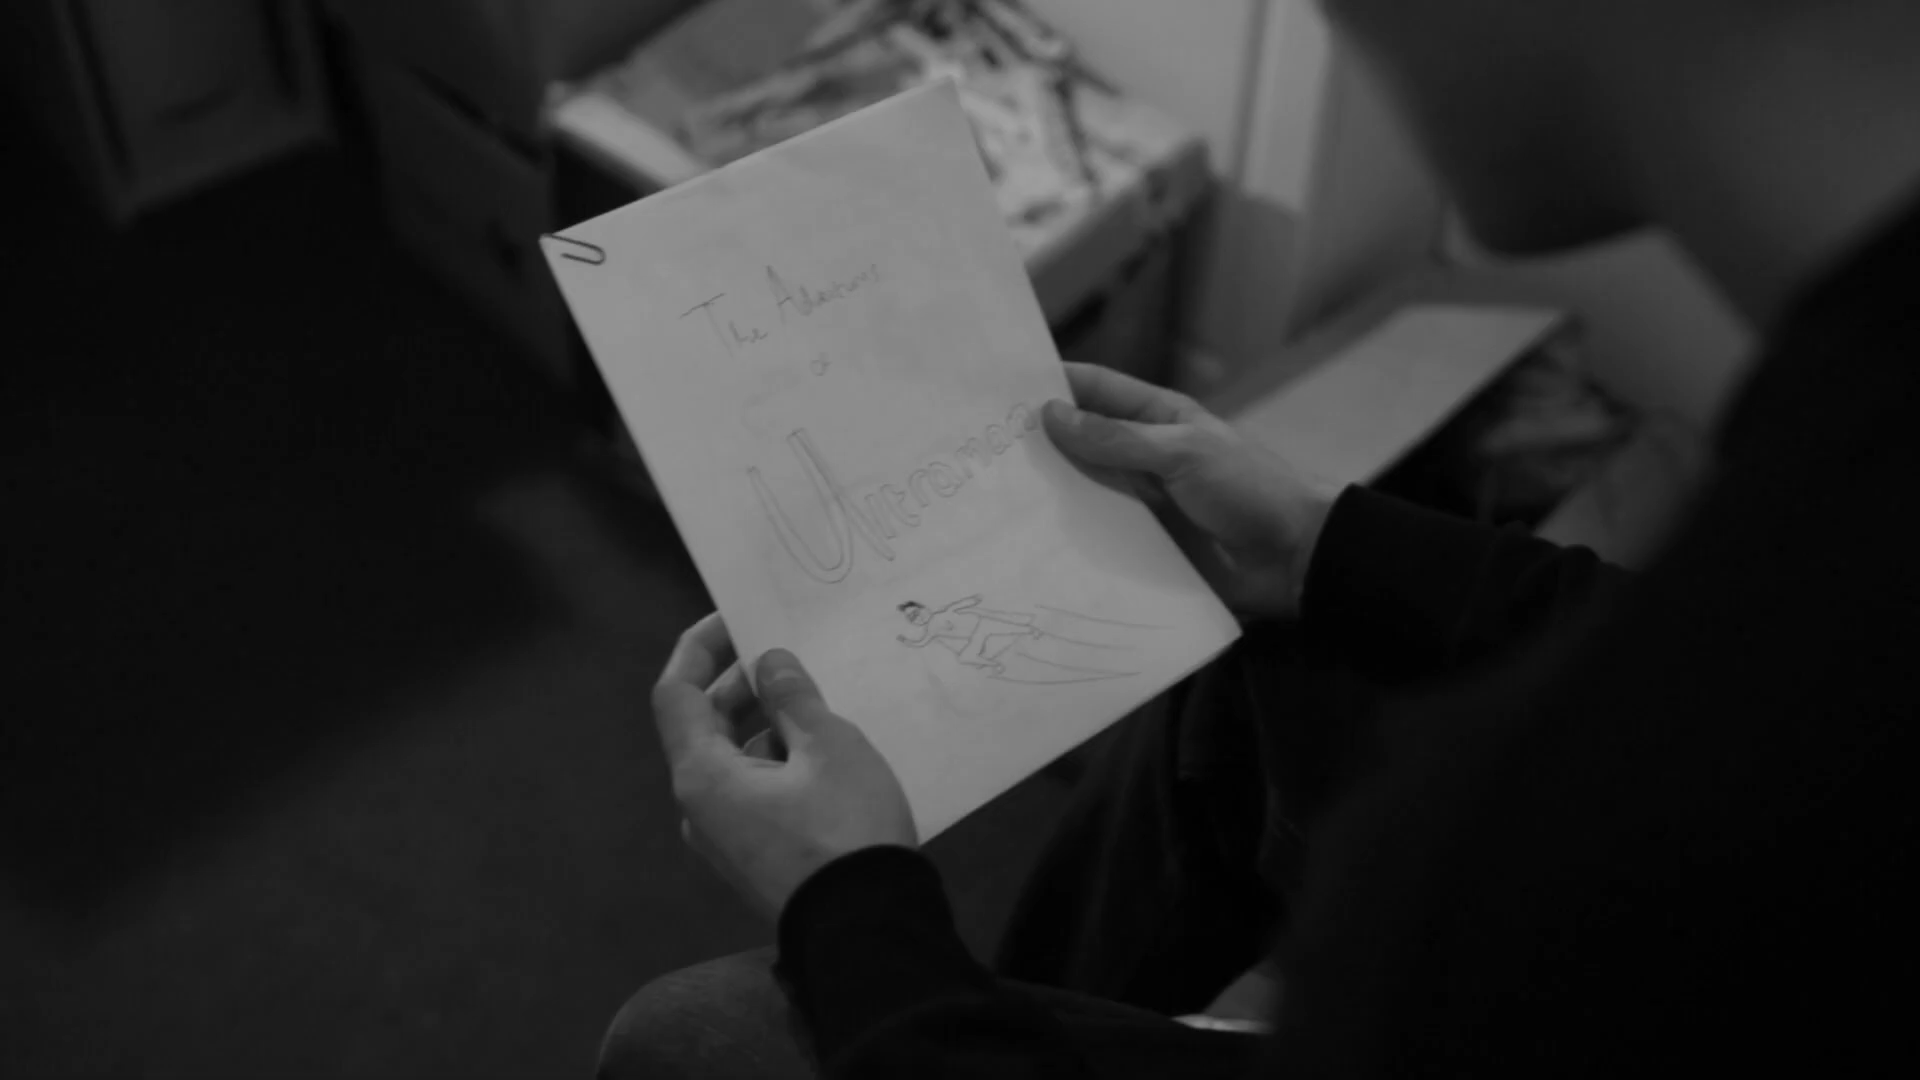 The Adventures
of
Ultraman